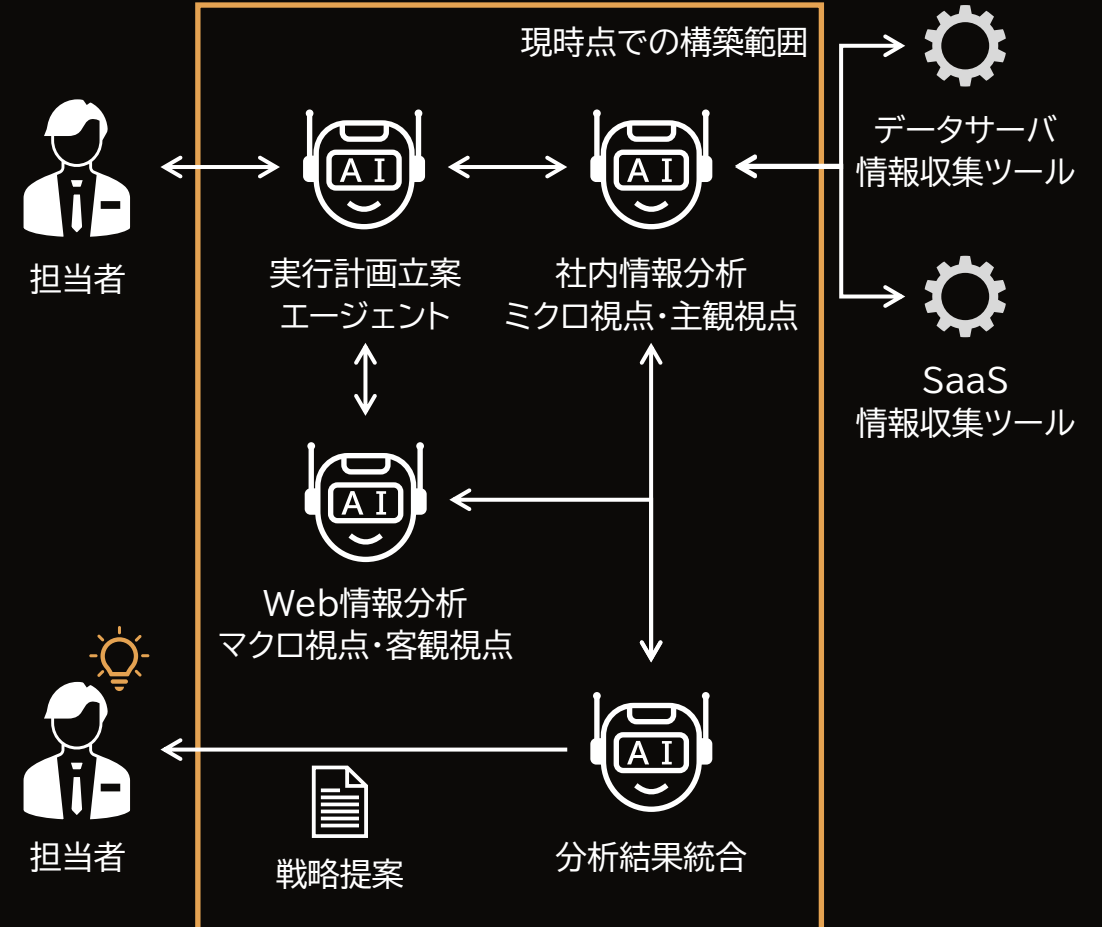 現時点での構築範囲
データサーバ
情報収集ツール
AI
AI
担当者
実行計画立案
エージェント
社内情報分析
ミクロ視点・主観視点
SaaS
情報収集ツール
AI
Web情報分析
マクロ視点・客観視点
AI
担当者
戦略提案
分析結果統合